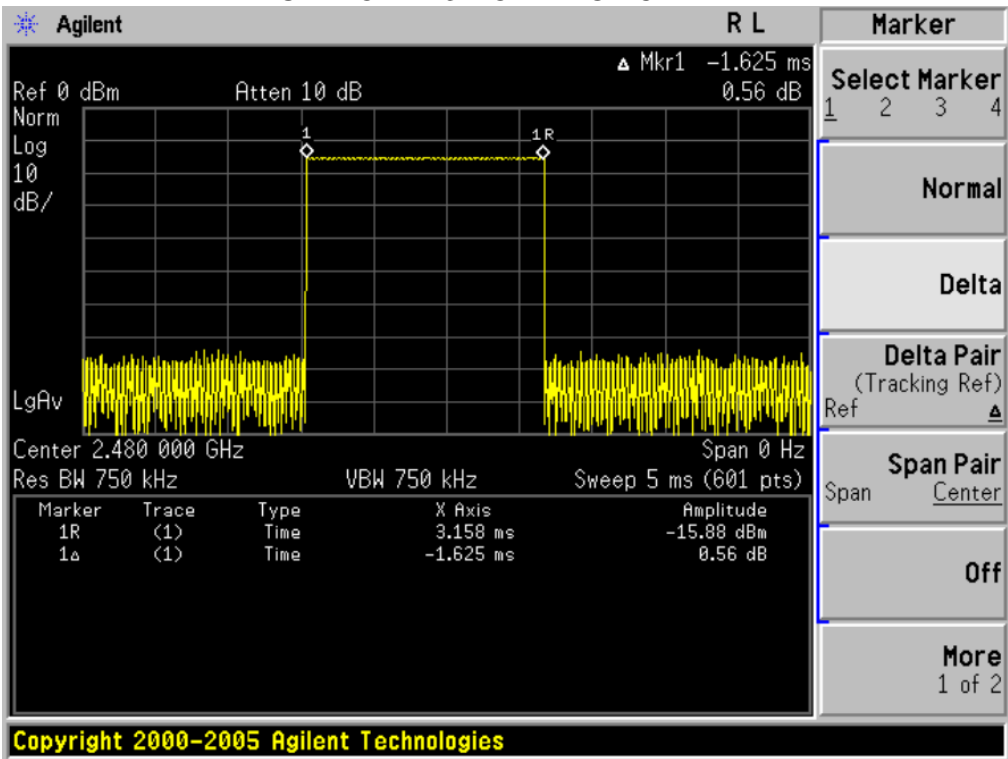 Agilent R L
Δ Mkr1 -1.625 ms
Ref 0 dBm Atten 10 dB 0.56 dB
Norm
Log
10
dB/
1
1R
LgAv
Center 2.480 000 GHz Span 0 Hz
Res BW 750 kHz VBW 750 kHz Sweep 5 ms (601 pts)
Marker Trace Type X Axis Amplitude
1R (1) Time 3.158 ms -15.88 dBm
1Δ (1) Time -1.625 ms 0.56 dB
Marker
Select Marker
1 2 3 4
Normal
Delta
Delta Pair
(Tracking Ref)
Ref Δ
Span Pair
Span Center
Off
More
1 of 2
Copyright 2000-2005 Agilent Technologies